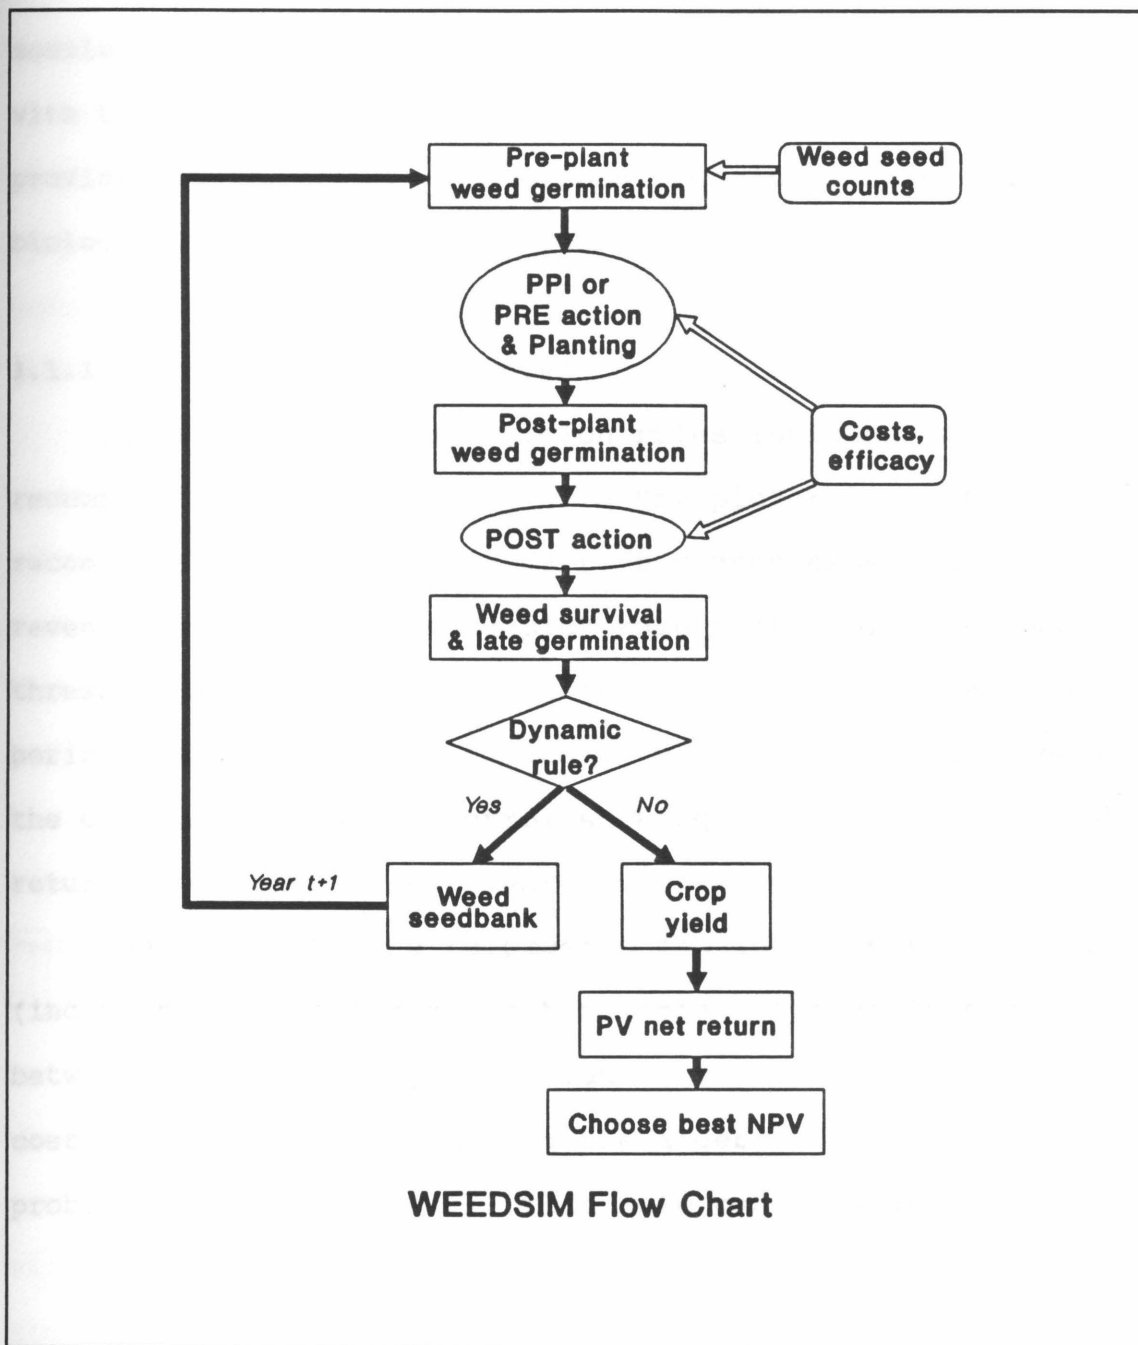 Pre-plant
weed germination
Weed seed
counts
PPI or
PRE action
& Planting
Post-plant
weed germination
Costs,
efficacy
POST action
Weed survival
& late germination
Dynamic
rule?
Yes
No
Year t+1
Weed
seedbank
Crop
yield
PV net return
Choose best NPV
WEEDSIM Flow Chart